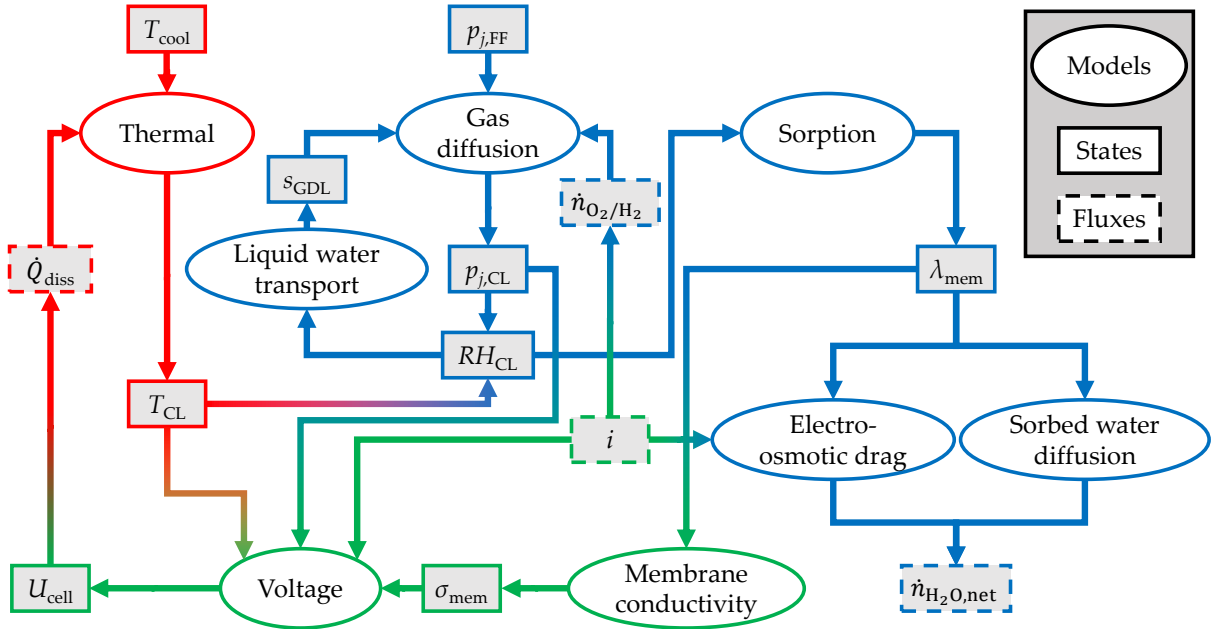 T_cool
p_j,FF
Models
Thermal
Gas
diffusion
Sorption
States
s_GDL
ṅ_O₂/H₂
Fluxes
Liquid water
transport
Q̇_diss
p_j,CL
λ_mem
RH_CL
T_CL
i
Electro-
osmotic drag
Sorbed water
diffusion
U_cell
Voltage
σ_mem
Membrane
conductivity
ṅ_H₂O,net